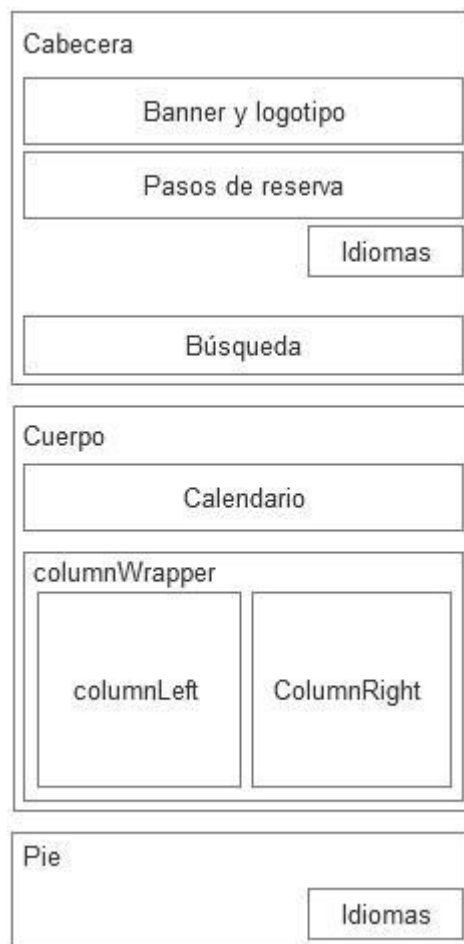 Cabecera
Banner y logotipo
Pasos de reserva
Idiomas
Búsqueda
Cuerpo
Calendario
columnWrapper
columnLeft
ColumnRight
Pie
Idiomas